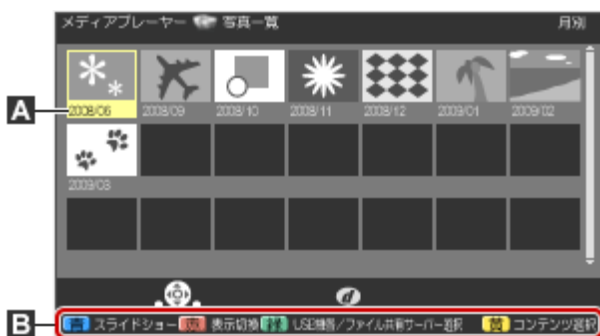 メディアプレーヤー 写真一覧 月別
A
2008/06 2008/09 2008/10 2008/11 2008/12 2009/01 2009/02
2009/03
d
B
青 スライドショー 赤 表示切換 緑 USB機器/ファイル共有サーバー選択 黄 コンテンツ選択